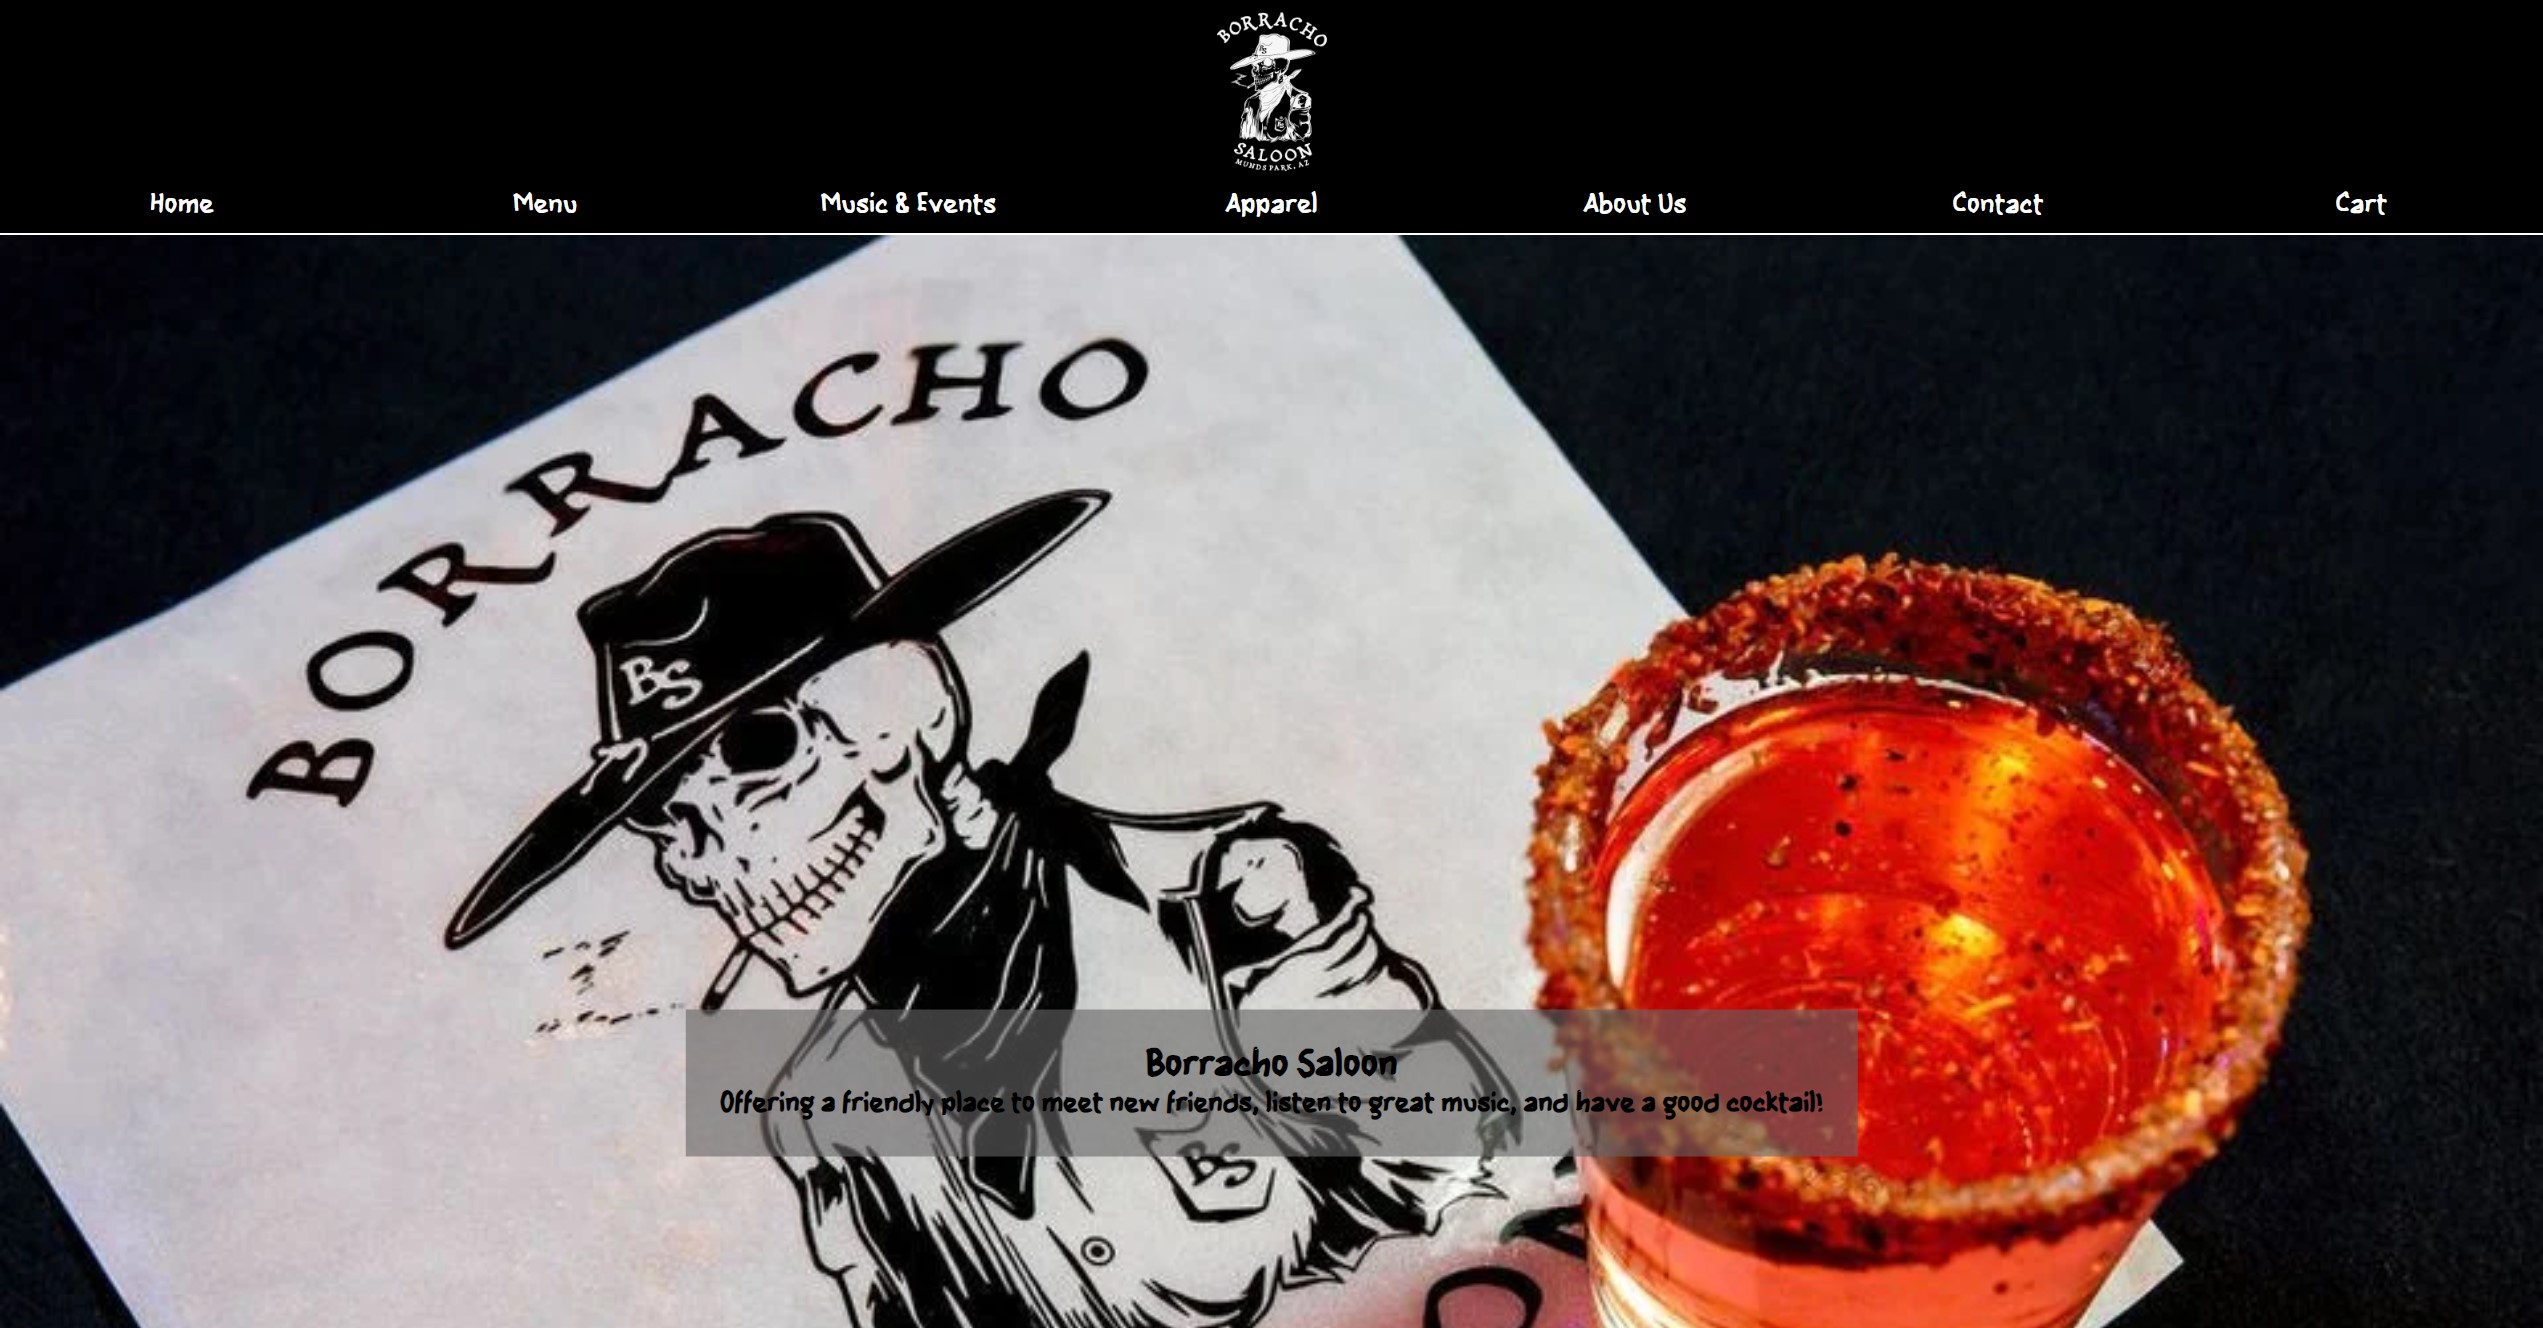 BORRACHO
BS
SALOON
MUNDS PARK, AZ
Home Menu Music & Events Apparel About Us Contact Cart
BORRACHO
BS
Borracho Saloon
Offering a friendly place to meet new friends, listen to great music, and have a good cocktail!
BS